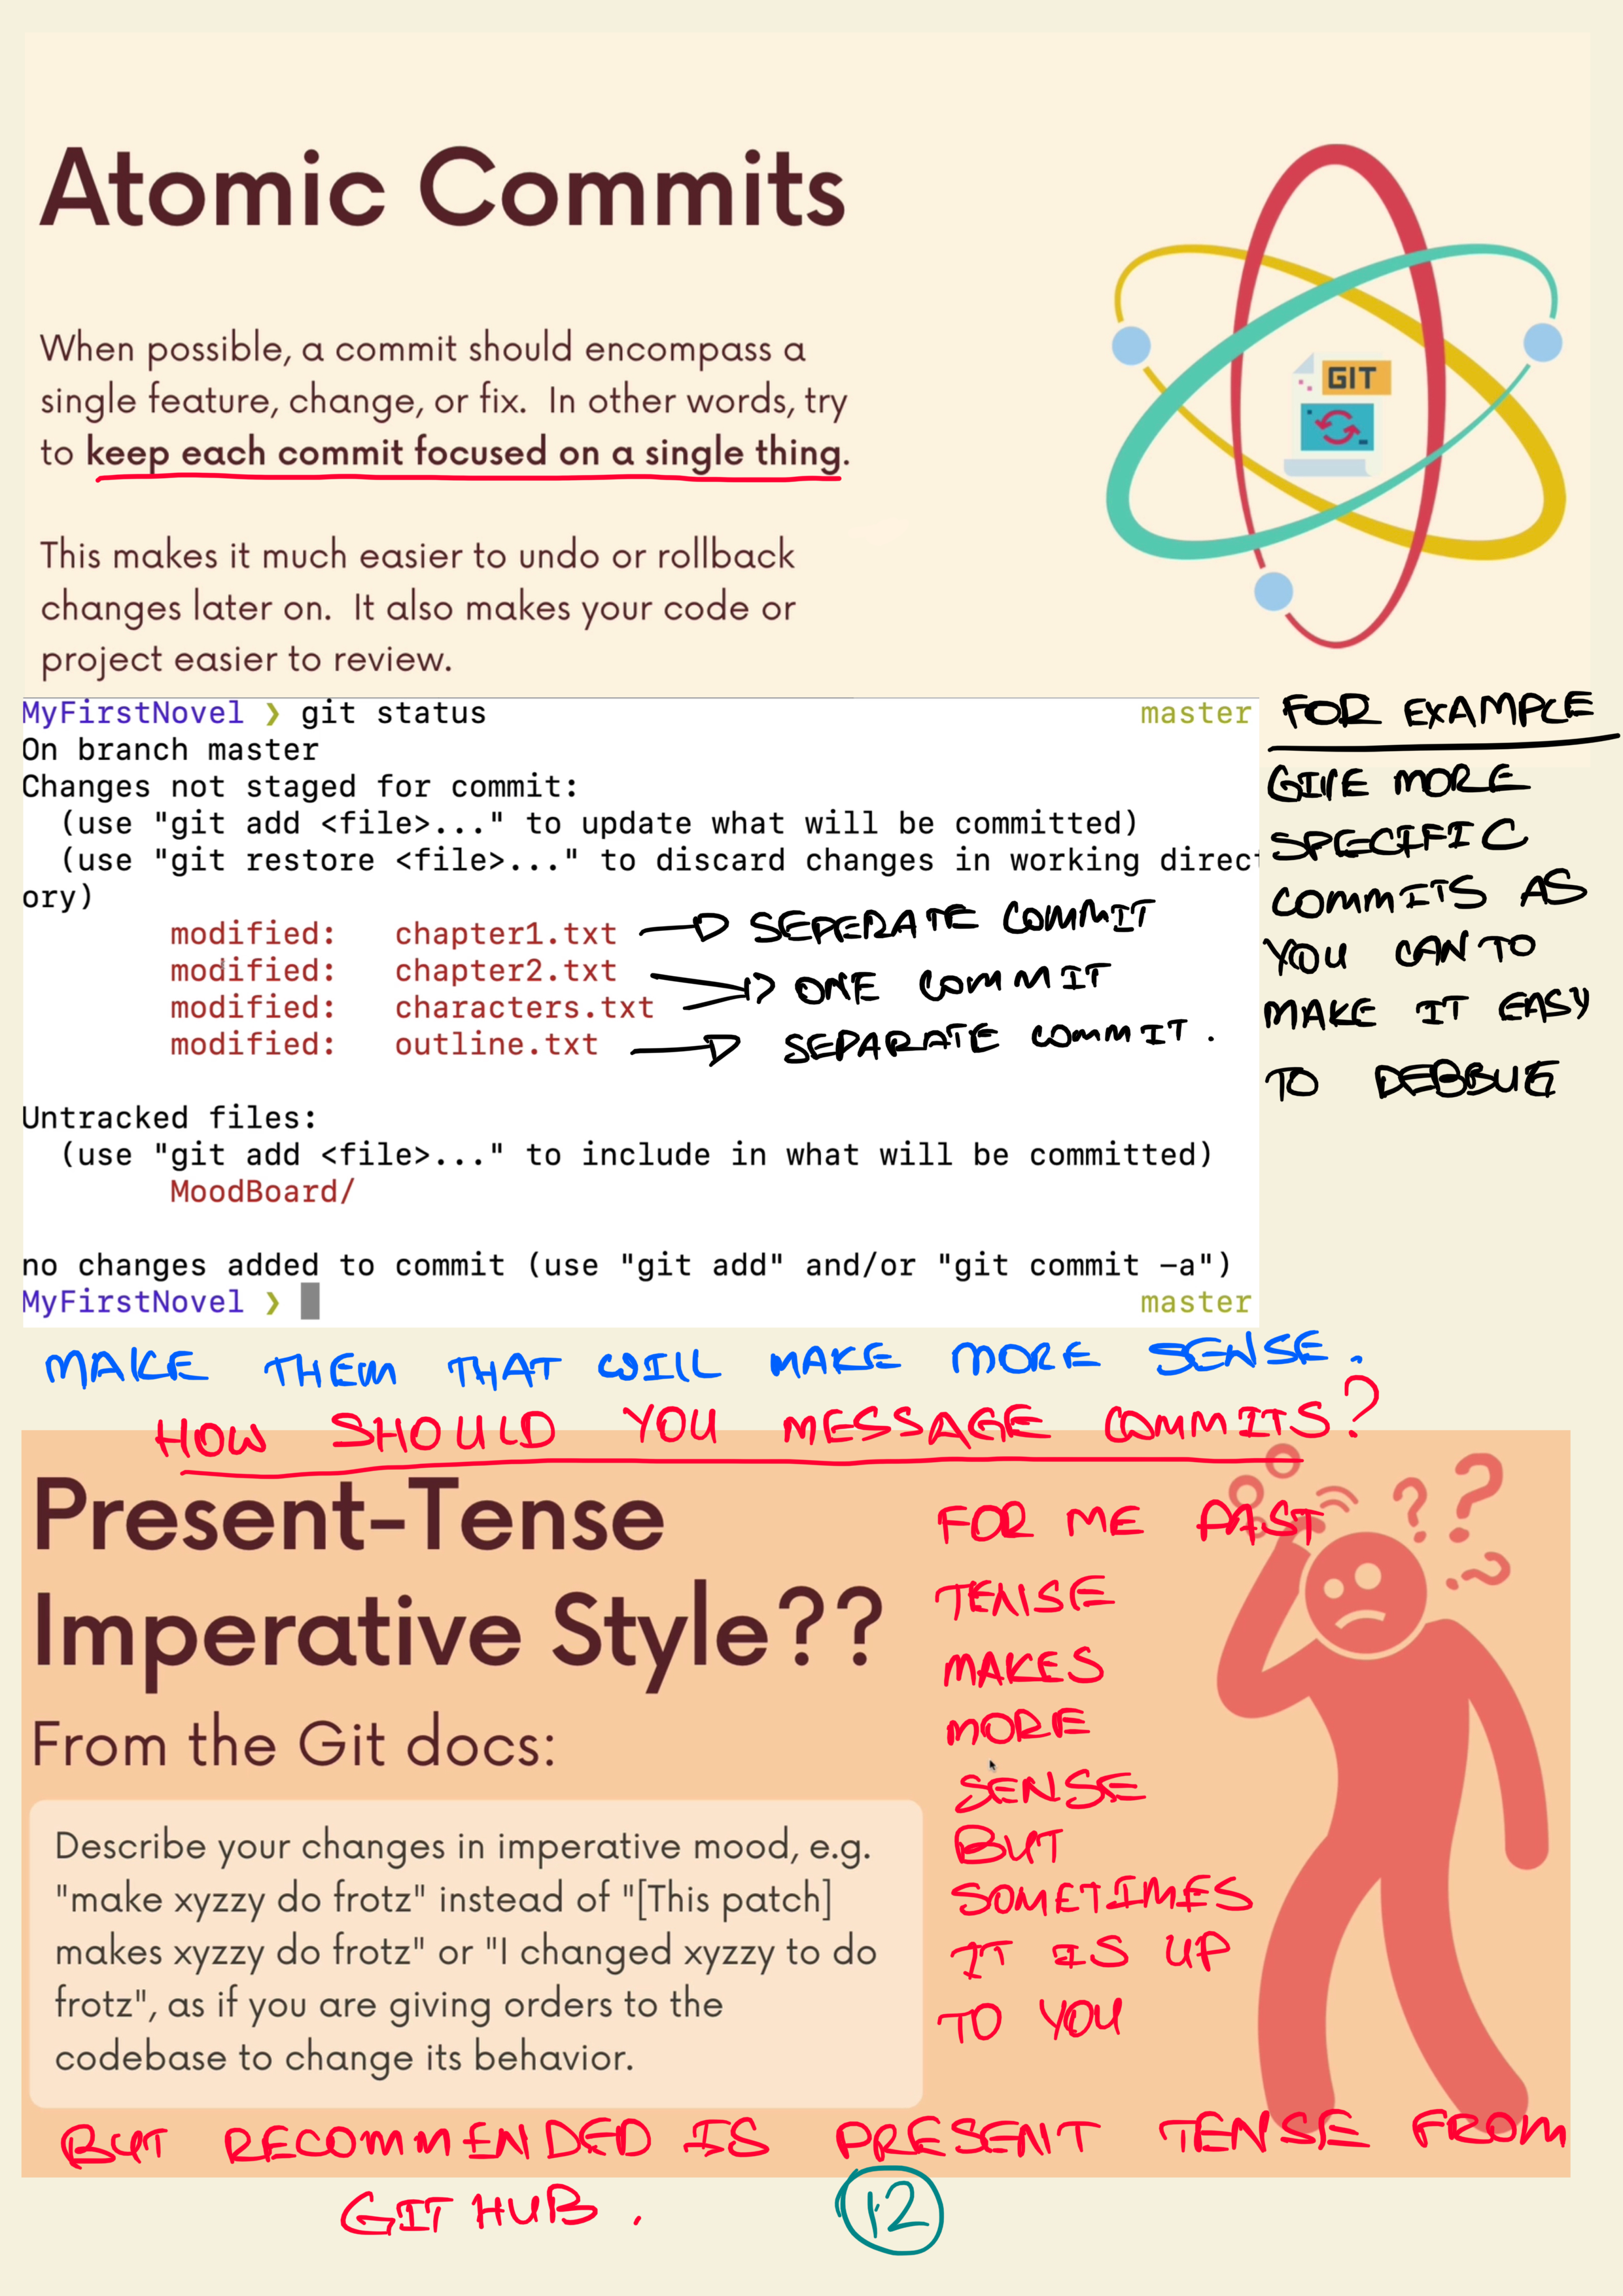 Atomic Commits
When possible, a commit should encompass a
single feature, change, or fix. In other words, try
to keep each commit focused on a single thing.
This makes it much easier to undo or rollback
changes later on. It also makes your code or
project easier to review.
GIT
MyFirstNovel ❯ git status master
On branch master
Changes not staged for commit:
(use "git add <file>..." to update what will be committed)
(use "git restore <file>..." to discard changes in working direct
ory)
modified: chapter1.txt → SEPERATE COMMIT
modified: chapter2.txt
modified: characters.txt
→ ONE COMMIT
modified: outline.txt → SEPARATE COMMIT.
Untracked files:
(use "git add <file>..." to include in what will be committed)
MoodBoard/
no changes added to commit (use "git add" and/or "git commit -a")
MyFirstNovel ❯ master
FOR EXAMPLE
GIVE MORE
SPECIFIC
COMMITS AS
YOU CAN TO
MAKE IT EASY
TO DEBBUG
MAKE THEM THAT WILL MAKE MORE SENSE.
HOW SHOULD YOU MESSAGE COMMITS?
Present-Tense
Imperative Style??
From the Git docs:
Describe your changes in imperative mood, e.g.
"make xyzzy do frotz" instead of "[This patch]
makes xyzzy do frotz" or "I changed xyzzy to do
frotz", as if you are giving orders to the
codebase to change its behavior.
FOR ME PAST
TENSE
MAKES
MORE
SENSE
BUT
SOMETIMES
IT IS UP
TO YOU
? ? ?
BUT RECOMMENDED IS PRESENT TENSE FROM
GITHUB.
12